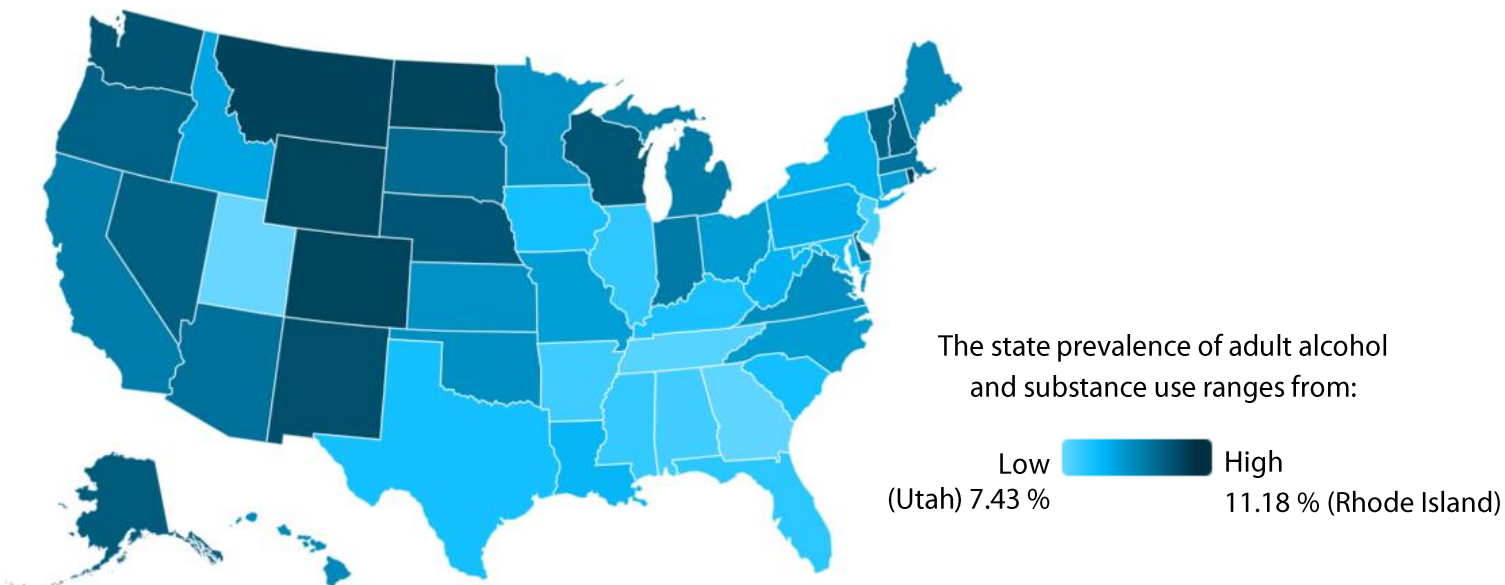 The state prevalence of adult alcohol
and substance use ranges from:
Low
(Utah) 7.43 %
High
11.18 % (Rhode Island)